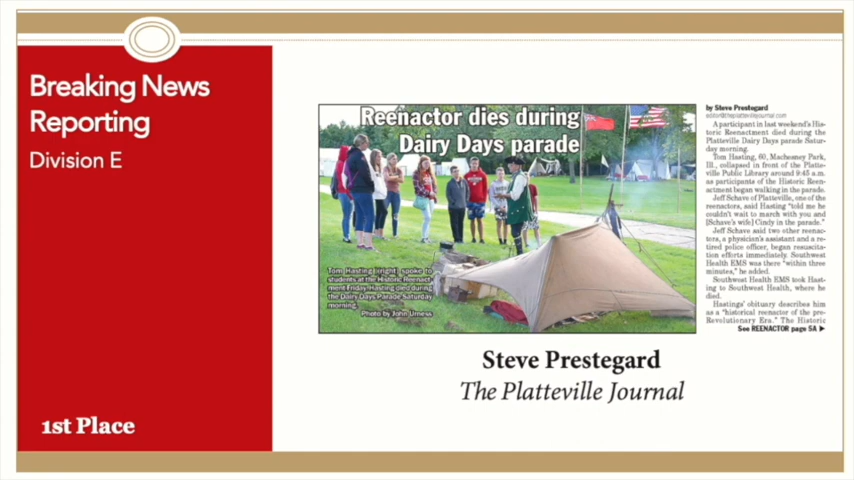 Breaking News
Reporting
Division E
1st Place
Reenactor dies during
Dairy Days parade
Tom Hasting (right) spoke to
students at the Historic Reenact-
ment Friday. Hasting died during
the Dairy Days Parade Saturday
morning.
Photo by John Urness
by Steve Prestegard
editor@theplattevillejournal.com
A participant in last weekend's His-
toric Reenactment died during the
Platteville Dairy Days parade Satur-
day morning.
Tom Hasting, 60, Machesney Park,
Ill., collapsed in front of the Platte-
ville Public Library around 9:45 a.m.
as participants of the Historic Reen-
actment began walking in the parade.
Jeff Schave of Platteville, one of the
reenactors, said Hasting "told me he
couldn't wait to march with you and
[Schave's wife] Cindy in the parade."
Jeff Schave said two other reenac-
tors, a physician's assistant and a re-
tired police officer, began resuscita-
tion efforts immediately. Southwest
Health EMS was there "within three
minutes," he added.
Southwest Health EMS took Hast-
ing to Southwest Health, where he
died.
Hastings' obituary describes him
as a "historical reenactor of the pre-
Revolutionary Era." The Historic
See REENACTOR page 5A ▶
Steve Prestegard
The Platteville Journal